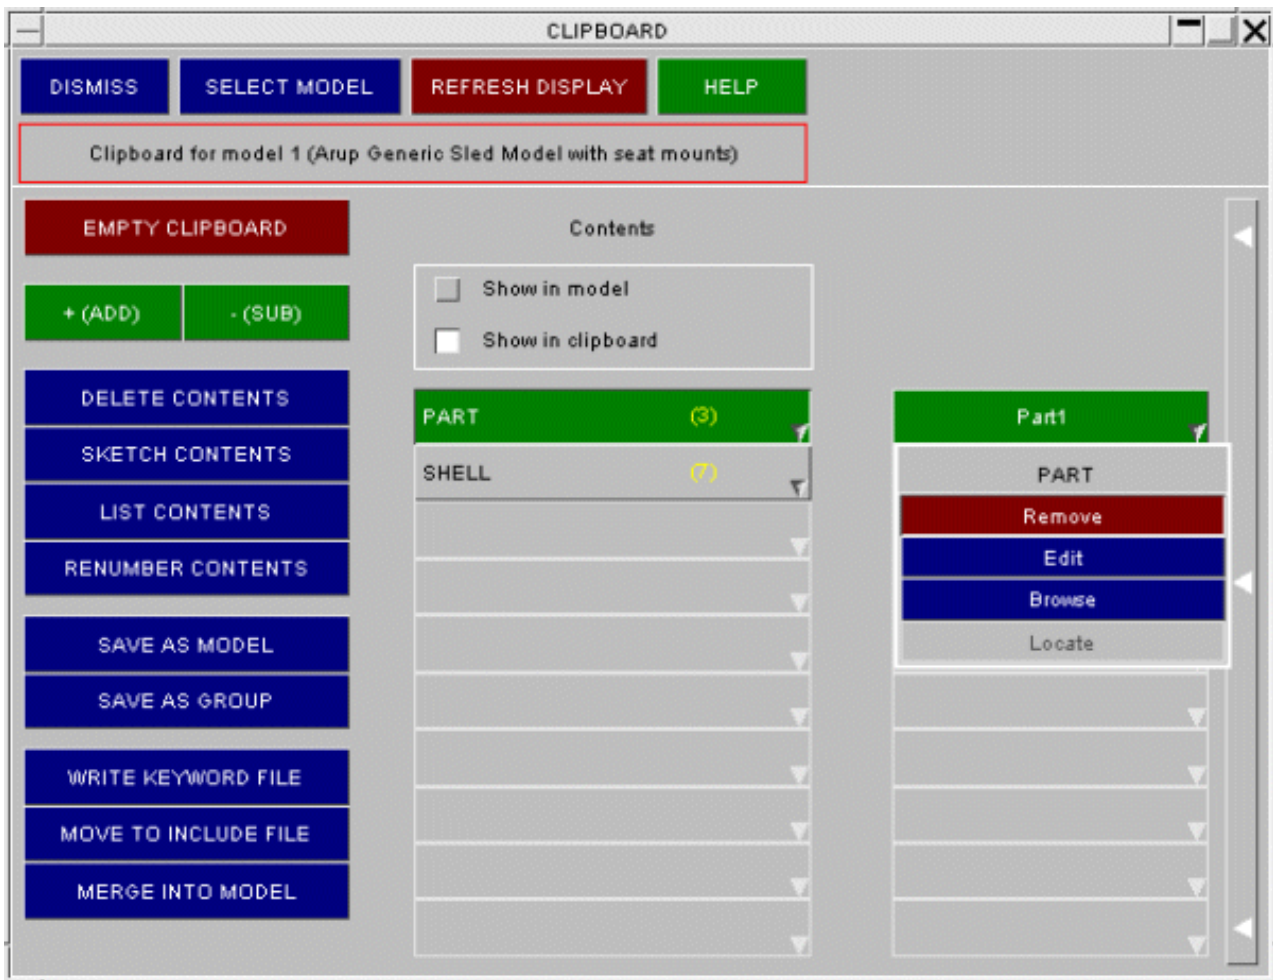 CLIPBOARD
DISMISS SELECT MODEL REFRESH DISPLAY HELP
Clipboard for model 1 (Arup Generic Sled Model with seat mounts)
EMPTY CLIPBOARD Contents
Show in model
+ (ADD) - (SUB)
Show in clipboard
DELETE CONTENTS
PART (3) Part1
SKETCH CONTENTS
SHELL (7) PART
LIST CONTENTS Remove
Edit
RENUMBER CONTENTS
Browse
SAVE AS MODEL Locate
SAVE AS GROUP
WRITE KEYWORD FILE
MOVE TO INCLUDE FILE
MERGE INTO MODEL